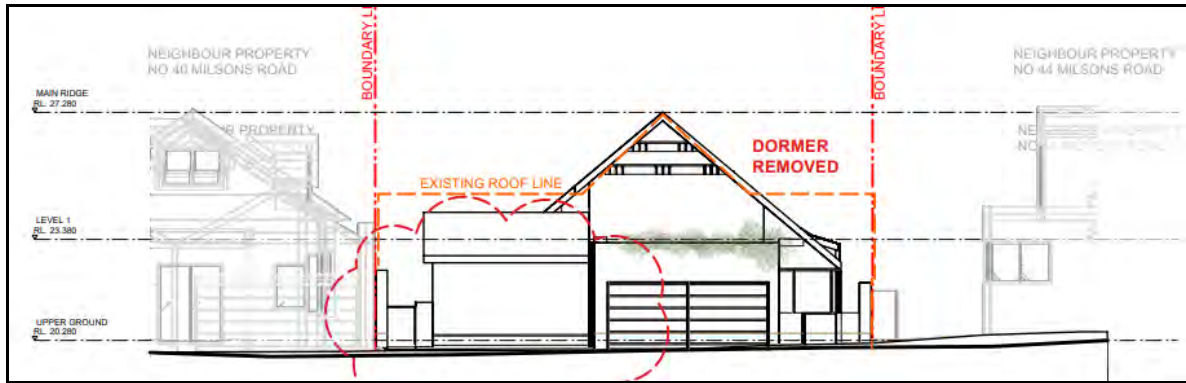 NEIGHBOUR PROPERTY
NO 40 MILSONS ROAD
BOUNDARY
BOUNDARY
NEIGHBOUR PROPERTY
NO 44 MILSONS ROAD
MAIN RIDGE
RL. 27.280
PROPERTY
DORMER
REMOVED
EXISTING ROOF LINE
LEVEL 1
RL. 23.380
UPPER GROUND
RL. 20.280